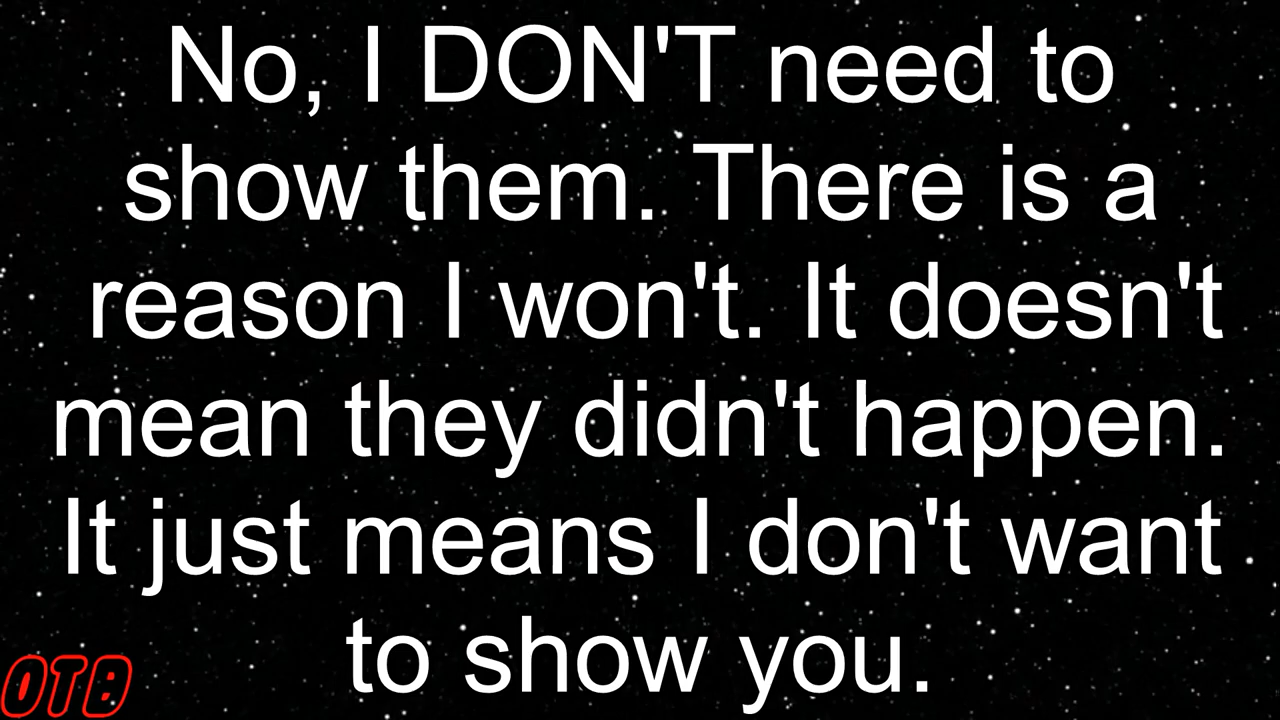 No, I DON'T need to
show them. There is a
reason I won't. It doesn't
mean they didn't happen.
It just means I don't want
to show you.
OTB